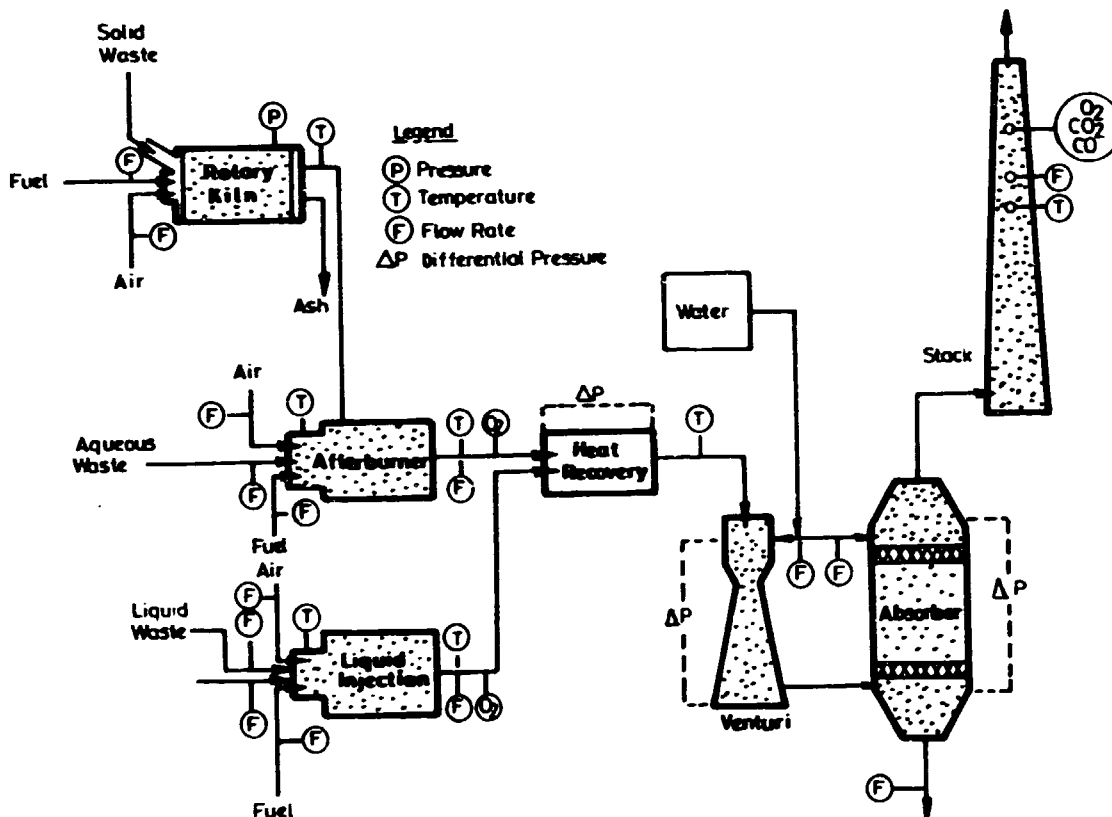 Solid
Waste
P
T
Legend
P Pressure
T Temperature
F Flow Rate
ΔP Differential Pressure
F
Rotary
Kiln
Fuel
F
Air
Ash
O2
CO2
CO
F
T
Water
Stack
Air
F
T
ΔP
T
O2
T
Aqueous
Waste
Afterburner
Heat
Recovery
F
F
F
Fuel
Air
F
F
F
ΔP
Absorber
ΔP
F
Liquid
Waste
T
Liquid
Injection
T
F
F
O2
Venturi
F
Fuel
F